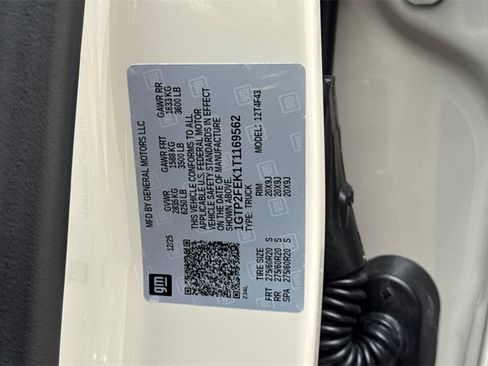 MFD BY GENERAL MOTORS LLC
12/25 GVWR GAWR FRT GAWR RR
2835 KG 1588 KG 1633 KG
6250 LB 3500 LB 3600 LB
THIS VEHICLE CONFORMS TO ALL
APPLICABLE U.S. FEDERAL MOTOR
VEHICLE SAFETY STANDARDS IN EFFECT
ON THE DATE OF MANUFACTURE
SHOWN ABOVE.
1GTP2FEK1T1169562
TYPE: TRUCK MODEL: 12T4F43
gm
234L
TIRE SIZE RIM
FRT 275/60R20 S 20X9J
RR 275/60R20 S 20X9J
SPA 275/60R20 S 20X9J